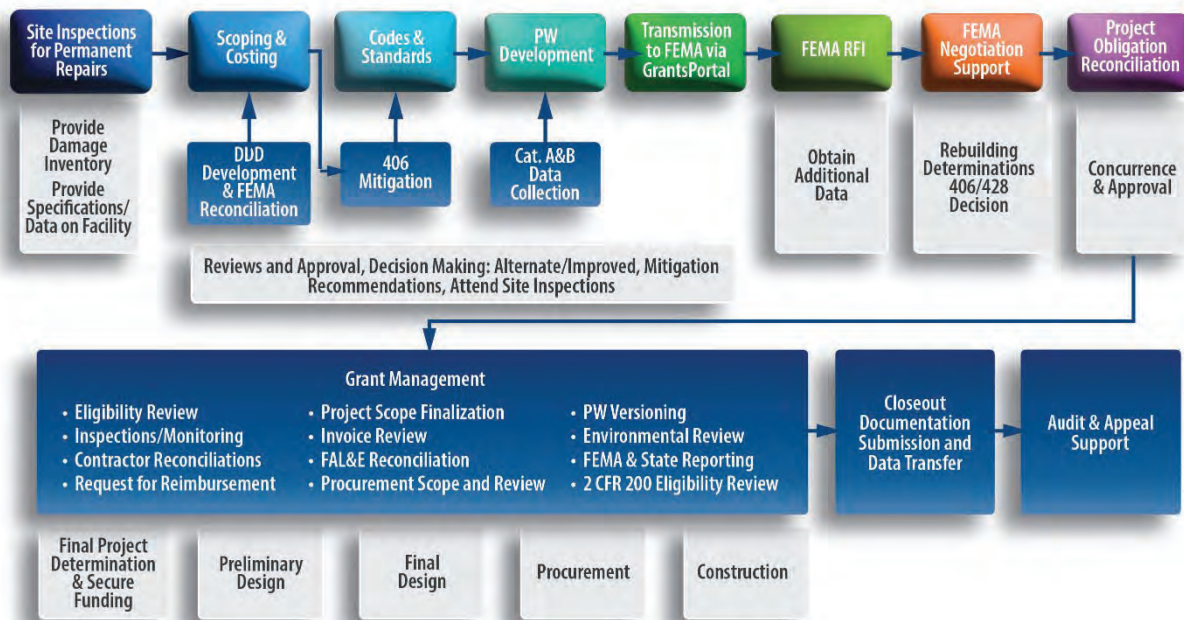 Site Inspections
for Permanent
Repairs
Scoping &
Costing
Codes &
Standards
PW
Development
Transmission
to FEMA via
GrantsPortal
FEMA RFI
FEMA
Negotiation
Support
Project
Obligation
Reconciliation
Provide
Damage
Inventory
Provide
Specifications/
Data on Facility
DDD
Development
& FEMA
Reconciliation
406
Mitigation
Cat. A&B
Data
Collection
Obtain
Additional
Data
Rebuilding
Determinations
406/428
Decision
Concurrence
& Approval
Reviews and Approval, Decision Making: Alternate/Improved, Mitigation
Recommendations, Attend Site Inspections
Grant Management
• Eligibility Review
• Inspections/Monitoring
• Contractor Reconciliations
• Request for Reimbursement
• Project Scope Finalization
• Invoice Review
• FAL&E Reconciliation
• Procurement Scope and Review
• PW Versioning
• Environmental Review
• FEMA & State Reporting
• 2 CFR 200 Eligibility Review
Closeout
Documentation
Submission and
Data Transfer
Audit & Appeal
Support
Final Project
Determination
& Secure
Funding
Preliminary
Design
Final
Design
Procurement
Construction